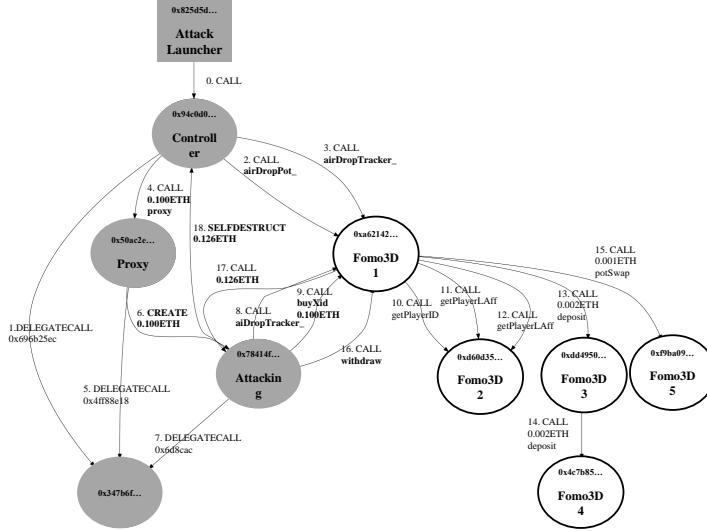 0x825d5d…
Attack
Launcher
0. CALL
0x94c0d0…
Controll
er
3. CALL
airDropTracker_
2. CALL
airDropPot_
4. CALL
0.100ETH
proxy
18. SELFDESTRUCT
0.126ETH
0x50ac2e…
Proxy
0xa62142…
Fomo3D
1
15. CALL
0.001ETH
potSwap
17. CALL
0.126ETH
9. CALL
buyXid
0.100ETH
10. CALL
getPlayerID
11. CALL
getPlayerLAff
12. CALL
getPlayerLAff
13. CALL
0.002ETH
deposit
6. CREATE
0.100ETH
8. CALL
aiDropTracker_
1.DELEGATECALL
0x696b25ec
16. CALL
withdraw
0x78414f…
Attackin
g
0xd60d35…
Fomo3D
2
0xdd4950…
Fomo3D
3
0xf9ba09…
Fomo3D
5
5. DELEGATECALL
0x4ff88e18
7. DELEGATECALL
0x6d8cac
14. CALL
0.002ETH
deposit
0x347b6f…
0x4c7b85…
Fomo3D
4